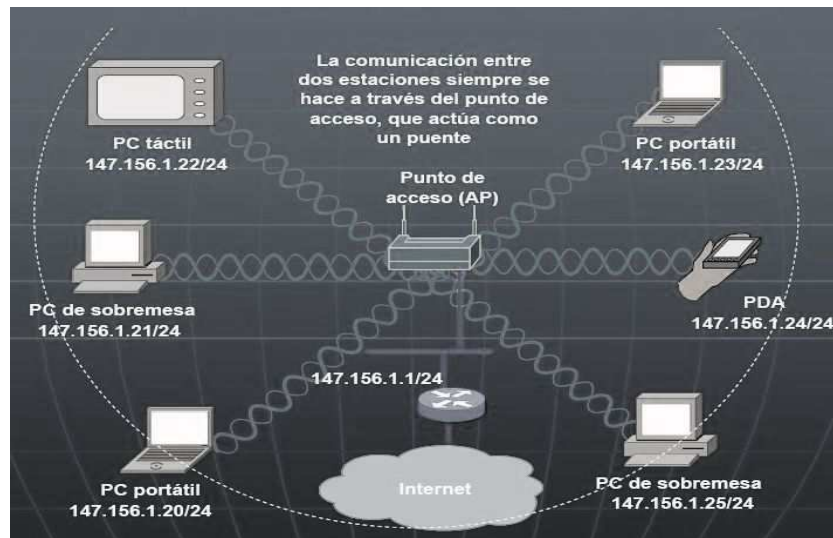 La comunicación entre
dos estaciones siempre se
hace a través del punto de
acceso, que actúa como
un puente
PC táctil
147.156.1.22/24
PC portátil
147.156.1.23/24
Punto de
acceso (AP)
PC de sobremesa
147.156.1.21/24
PDA
147.156.1.24/24
147.156.1.1/24
PC portátil
147.156.1.20/24
Internet
PC de sobremesa
147.156.1.25/24